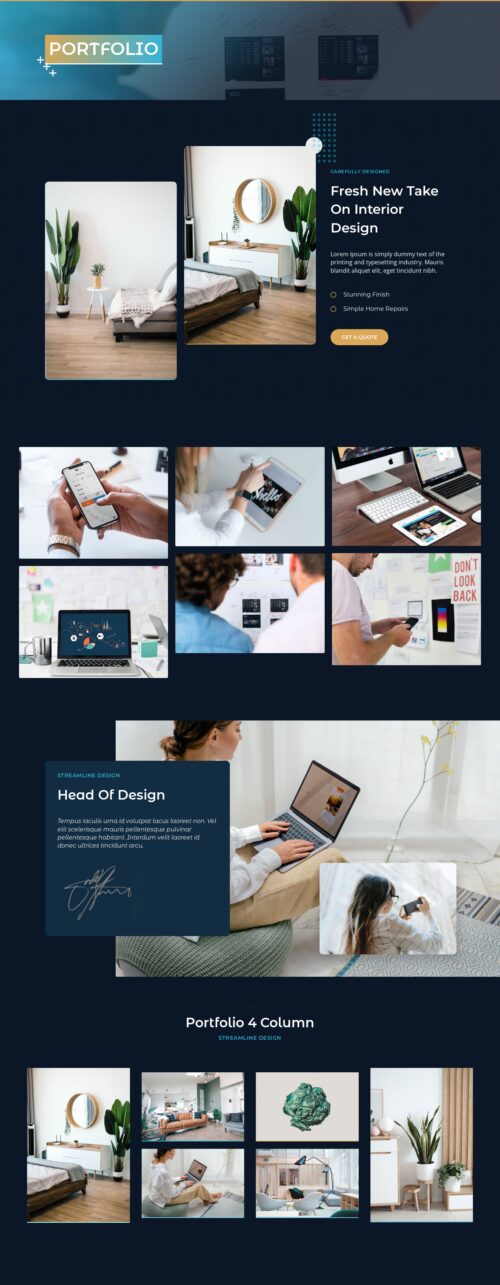 PORTFOLIO
CAREFULLY DESIGNED
Fresh New Take
On Interior
Design
Lorem Ipsum is simply dummy text of the
printing and typesetting industry. Mauris
blandit aliquet elit, eget tincidunt nibh.
Stunning Finish
Simple Home Repairs
GET A QUOTE
hello
DON'T
LOOK
BACK
STREAMLINE DESIGN
Head Of Design
Tempus iaculis urna id volutpat lacus laoreet non. Vel
elit scelerisque mauris pellentesque pulvinar
pellentesque habitant. Interdum velit laoreet id
donec ultrices tincidunt arcu.
Portfolio 4 Column
STREAMLINE DESIGN